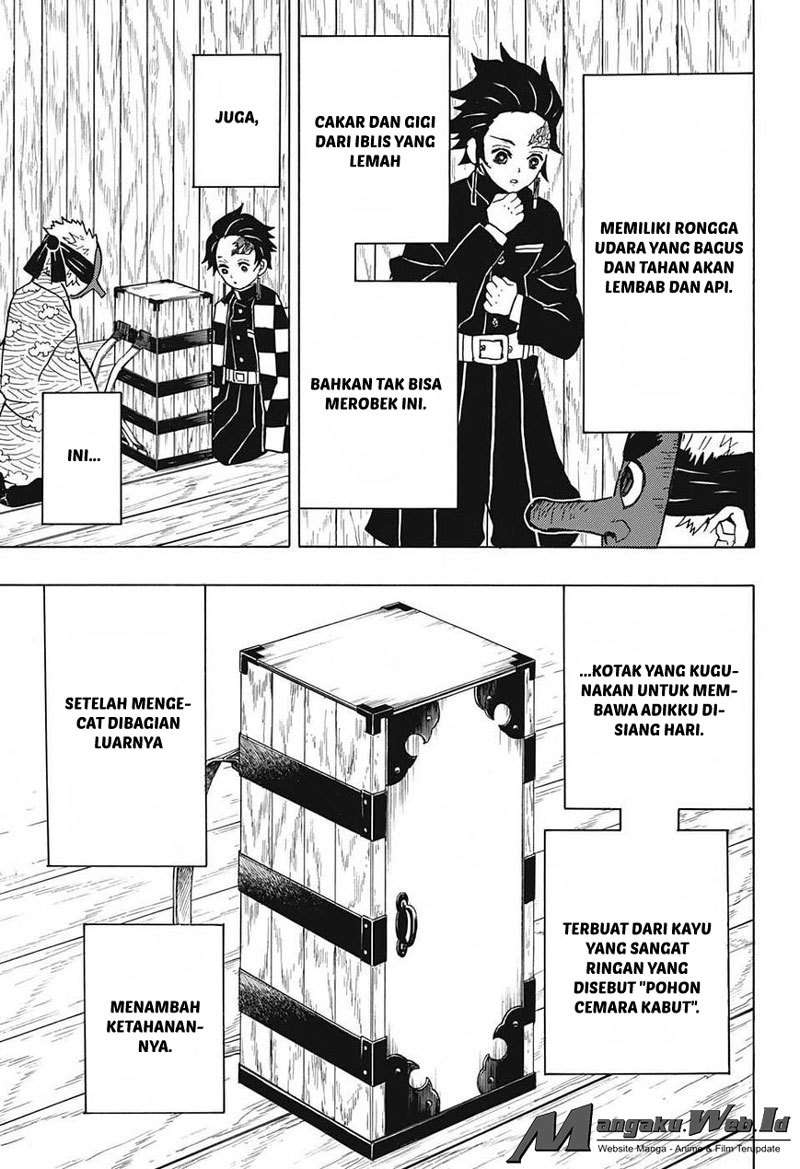 MEMILIKI RONGGA
UDARA YANG BAGUS
DAN TAHAN AKAN
LEMBAB DAN API.
CAKAR DAN GIGI
DARI IBLIS YANG
LEMAH
BAHKAN TAK BISA
MEROBEK INI.
JUGA,
INI...
...KOTAK YANG KUGU-
NAKAN UNTUK MEM-
BAWA ADIKKU DI-
SIANG HARI.
TERBUAT DARI KAYU
YANG SANGAT
RINGAN YANG
DISEBUT "POHON
CEMARA KABUT".
SETELAH MENGE-
CAT DIBAGIAN
LUARNYA
MENAMBAH
KETAHANAN-
NYA.
Mangaku.Web.Id
Website Manga - Anime & Film Terupdate